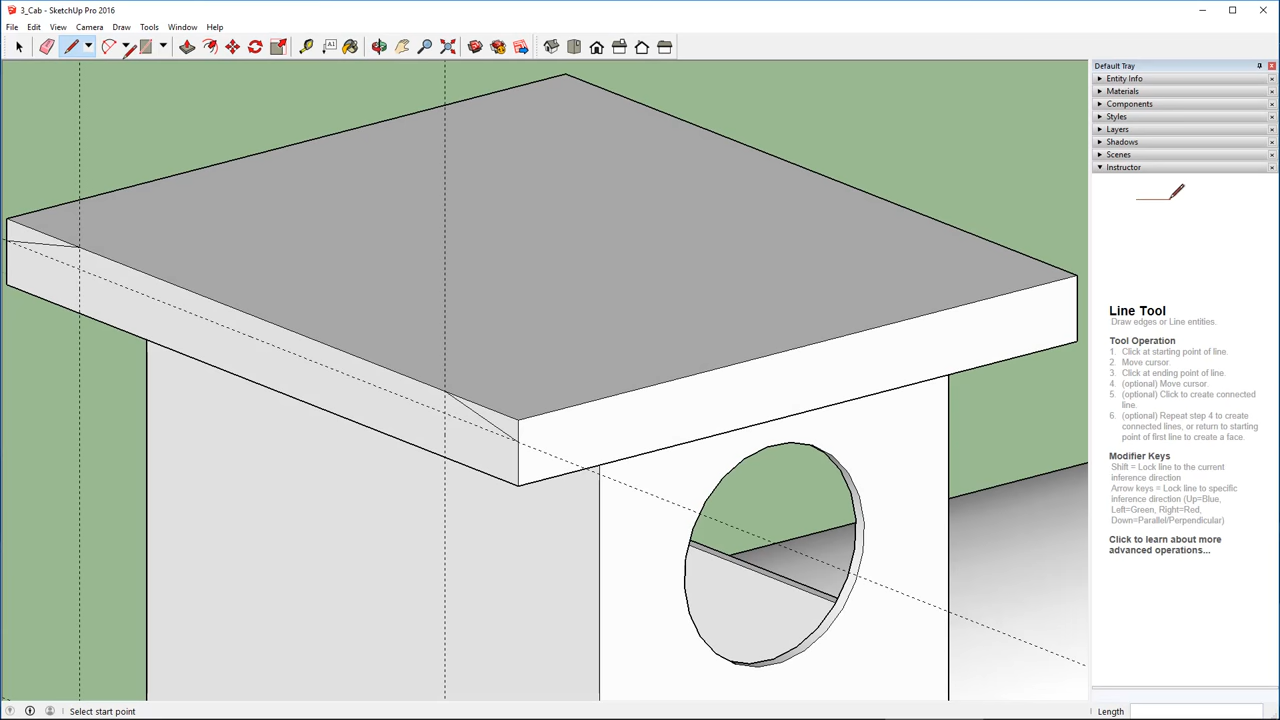 3_Cab - SketchUp Pro 2016
File Edit View Camera Draw Tools Window Help
A1
Default Tray
Entity Info
Materials
Components
Styles
Layers
Shadows
Scenes
Instructor
Line Tool
Draw edges or Line entities.
Tool Operation
1. Click at starting point of line.
2. Move cursor.
3. Click at ending point of line.
4. (optional) Move cursor.
5. (optional) Click to create connected
line.
6. (optional) Repeat step 4 to create
connected lines, or return to starting
point of first line to create a face.
Modifier Keys
Shift = Lock line to the current
inference direction
Arrow keys = Lock line to specific
inference direction (Up=Blue,
Left=Green, Right=Red,
Down=Parallel/Perpendicular)
Click to learn about more
advanced operations...
Select start point
Length